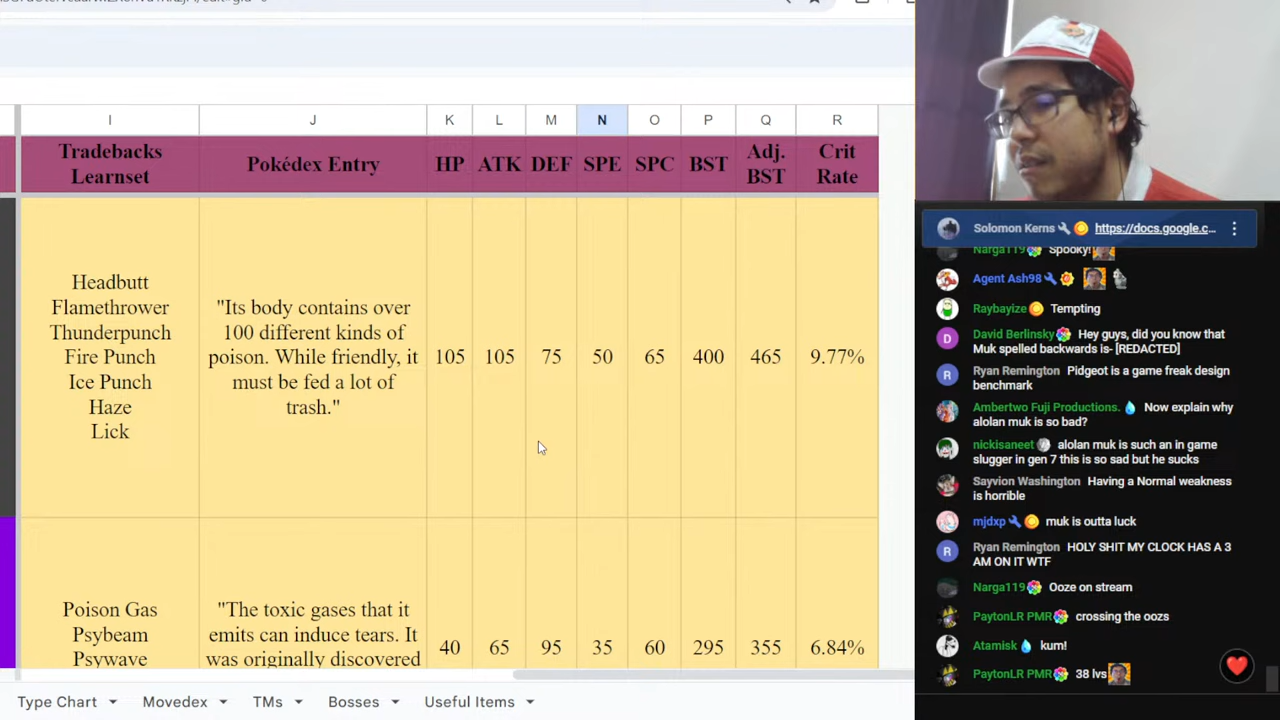 I J K L M N O P Q R
Tradebacks
Learnset
Pokédex Entry
HP
ATK
DEF
SPE
SPC
BST
Adj.
BST
Crit
Rate
Headbutt
Flamethrower
Thunderpunch
Fire Punch
Ice Punch
Haze
Lick
"Its body contains over
100 different kinds of
poison. While friendly, it
must be fed a lot of
trash."
105 105 75 50 65 400 465 9.77%
Poison Gas
Psybeam
Psywave
"The toxic gases that it
emits can induce tears. It
was originally discovered
40 65 95 35 60 295 355 6.84%
Type Chart Movedex TMs Bosses Useful Items
Solomon Kerns https://docs.google.c...
Narga119 Spooky!
Agent Ash98
Raybayize Tempting
David Berlinsky Hey guys, did you know that
Muk spelled backwards is- [REDACTED]
Ryan Remington Pidgeot is a game freak design
benchmark
Ambertwo Fuji Productions. Now explain why
alolan muk is so bad?
nickisaneet alolan muk is such an in game
slugger in gen 7 this is so sad but he sucks
Sayvion Washington Having a Normal weakness
is horrible
mjdxp muk is outta luck
Ryan Remington HOLY SHIT MY CLOCK HAS A 3
AM ON IT WTF
Narga119 Ooze on stream
PaytonLR PMR crossing the oozs
Atamisk kum!
PaytonLR PMR 38 lvs